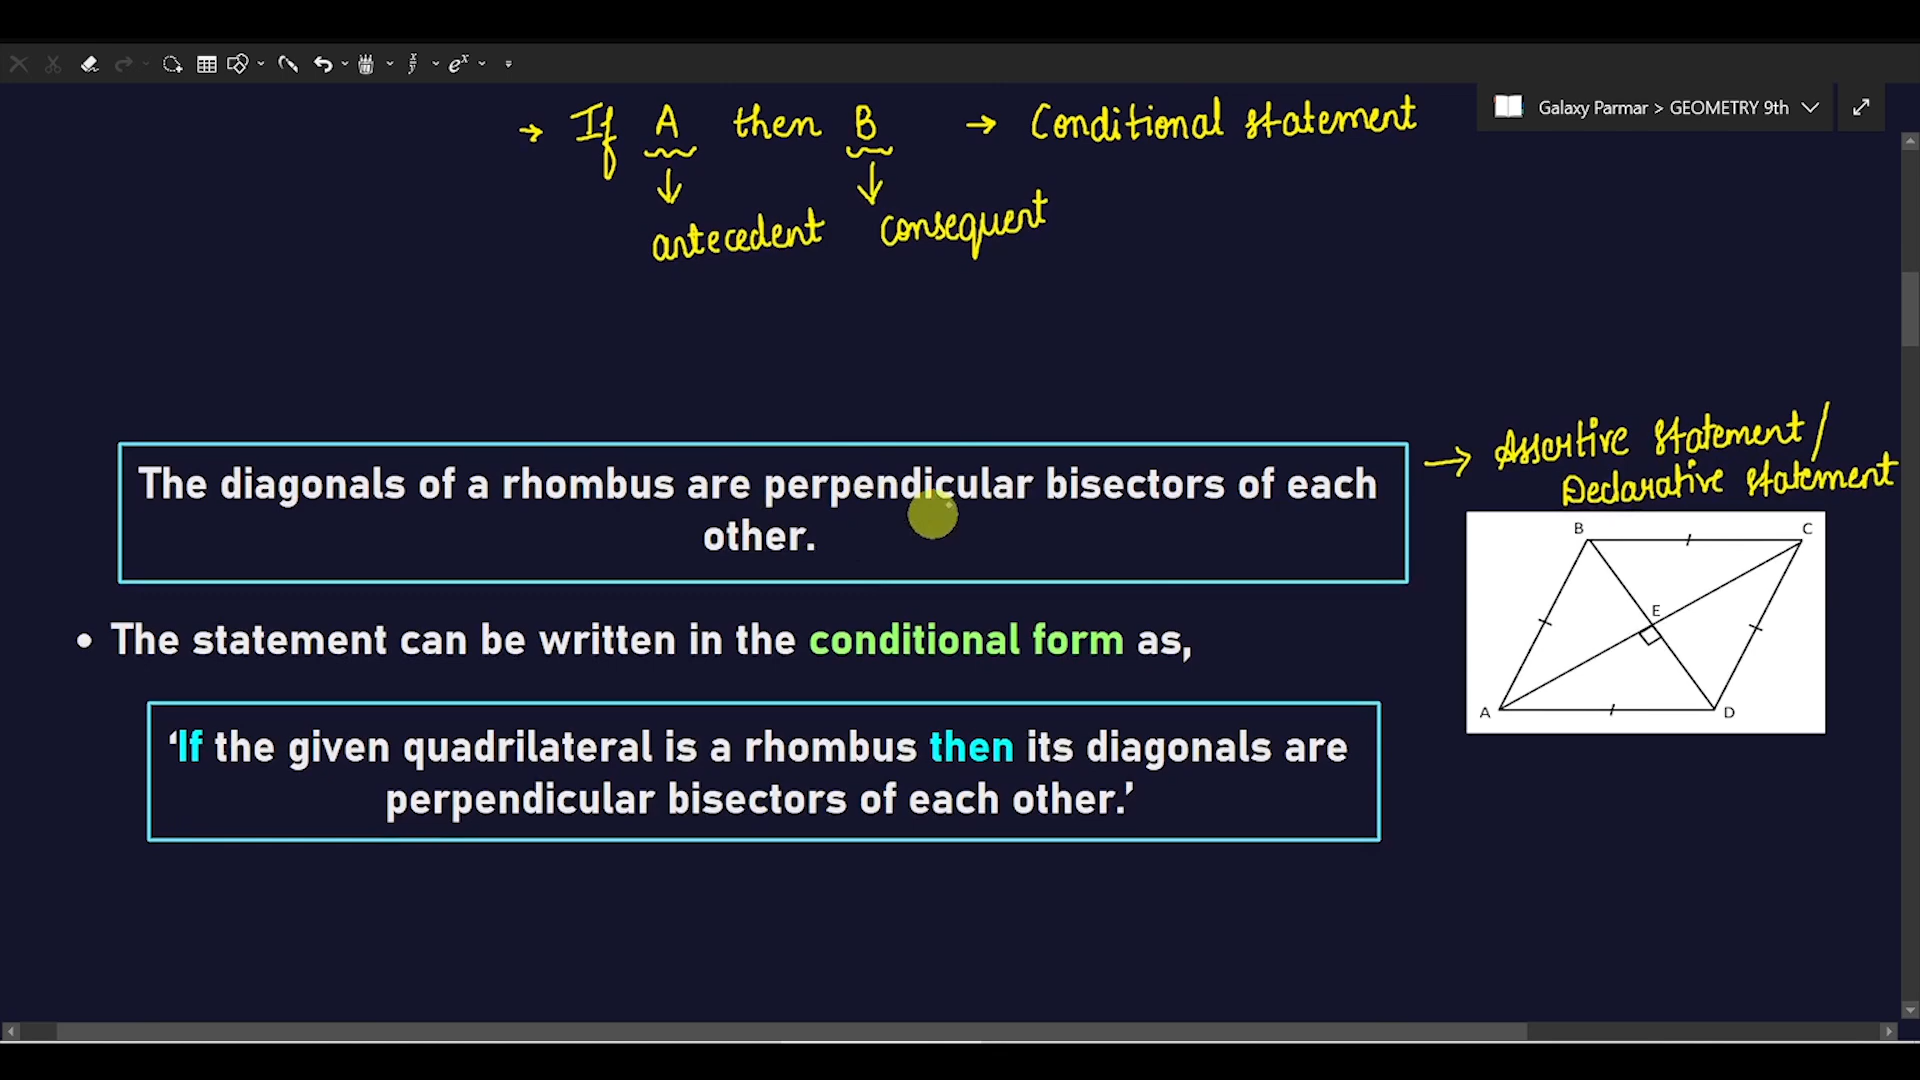 Galaxy Parmar > GEOMETRY 9th
→ If A then B → Conditional statement
antecedent consequent
→ Assertive statement/
Declarative statement
The diagonals of a rhombus are perpendicular bisectors of each
other.
B C
E
A D
• The statement can be written in the conditional form as,
‘If the given quadrilateral is a rhombus then its diagonals are
perpendicular bisectors of each other.’